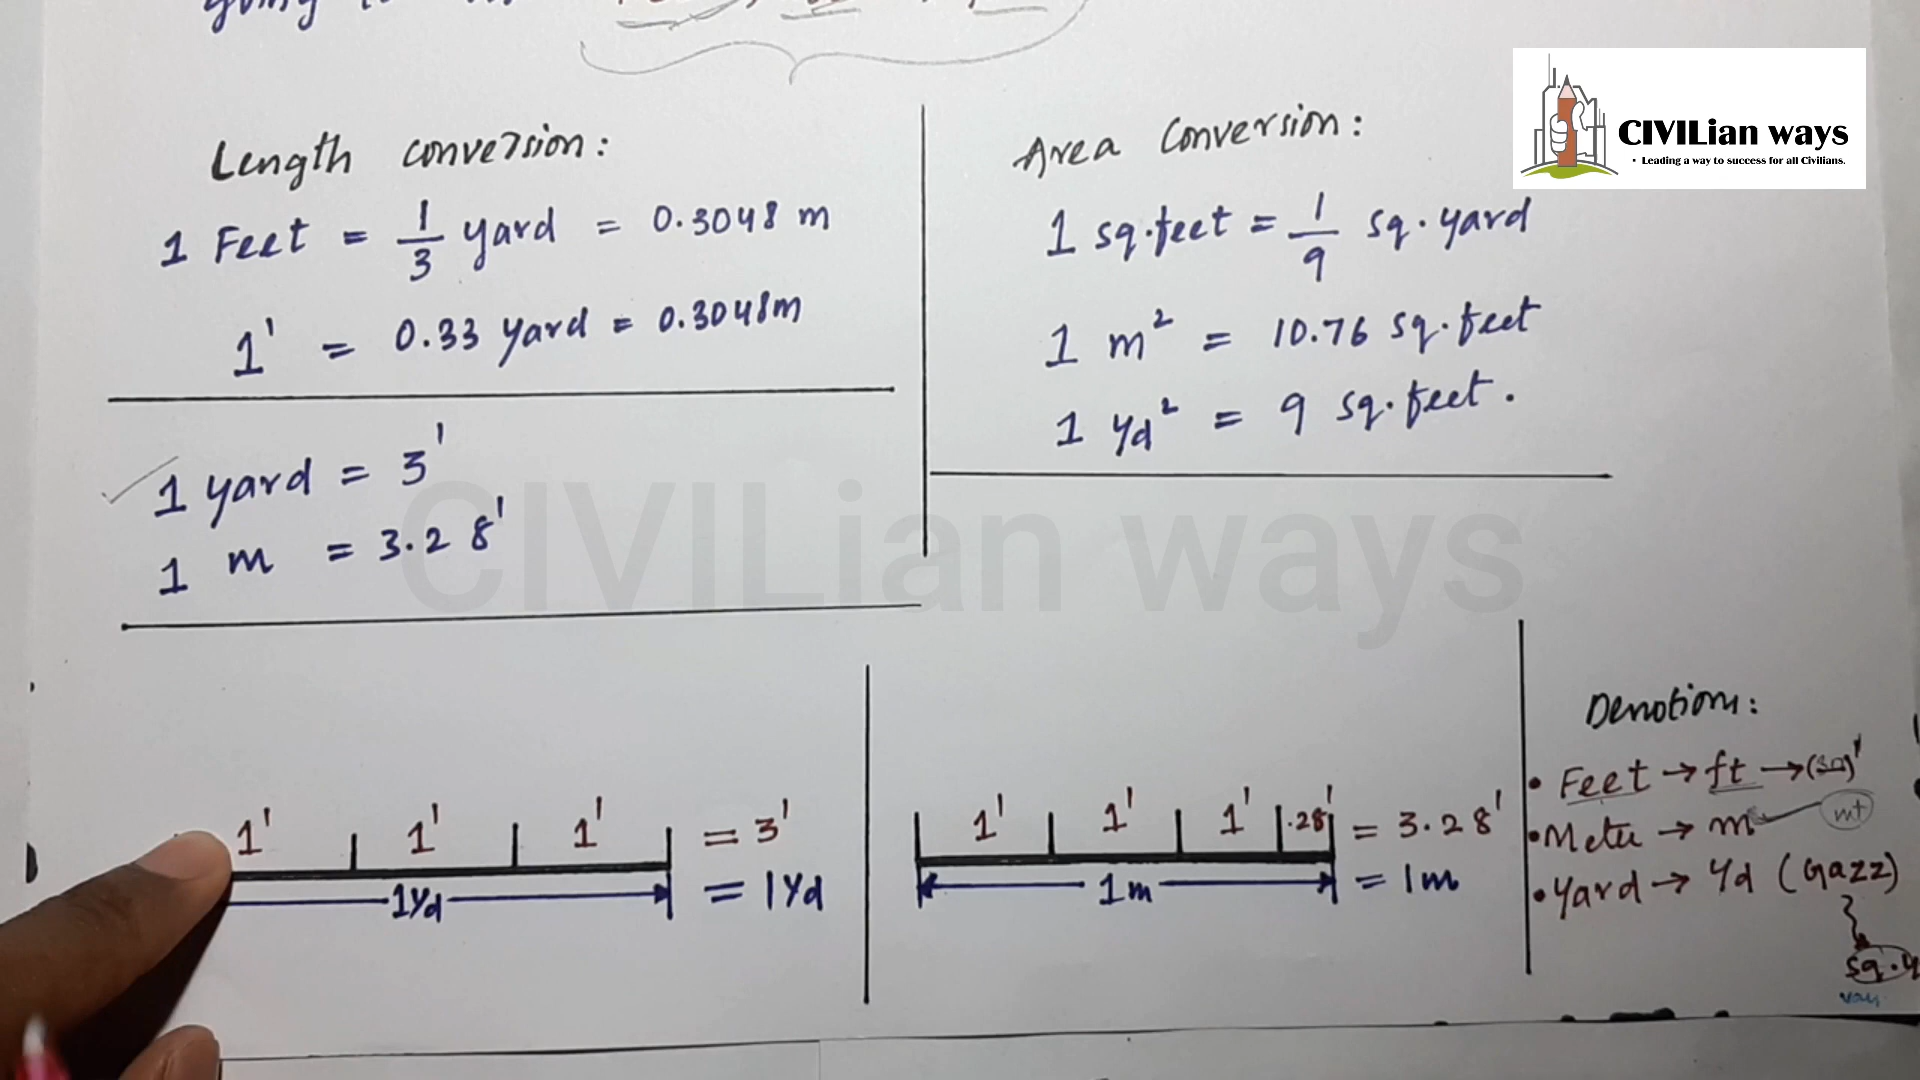 going
CIVILian ways
• Leading a way to success for all Civilians.
Length conversion:
1 Feet = 1/3 yard = 0.3048 m
1' = 0.33 yard = 0.3048m
1 yard = 3'
1 m = 3.28'
Area Conversion:
1 sq.feet = 1/9 sq.yard
1 m² = 10.76 sq.feet
1 yd² = 9 sq.feet.
CIVILian ways
1' 1' 1' = 3'
1Yd = 1Yd
1' 1' 1' .28' = 3.28'
1m = 1m
Denotion:
• Feet → ft →
• Meter → m mt
• Yard → Yd (Gazz)
sq.y